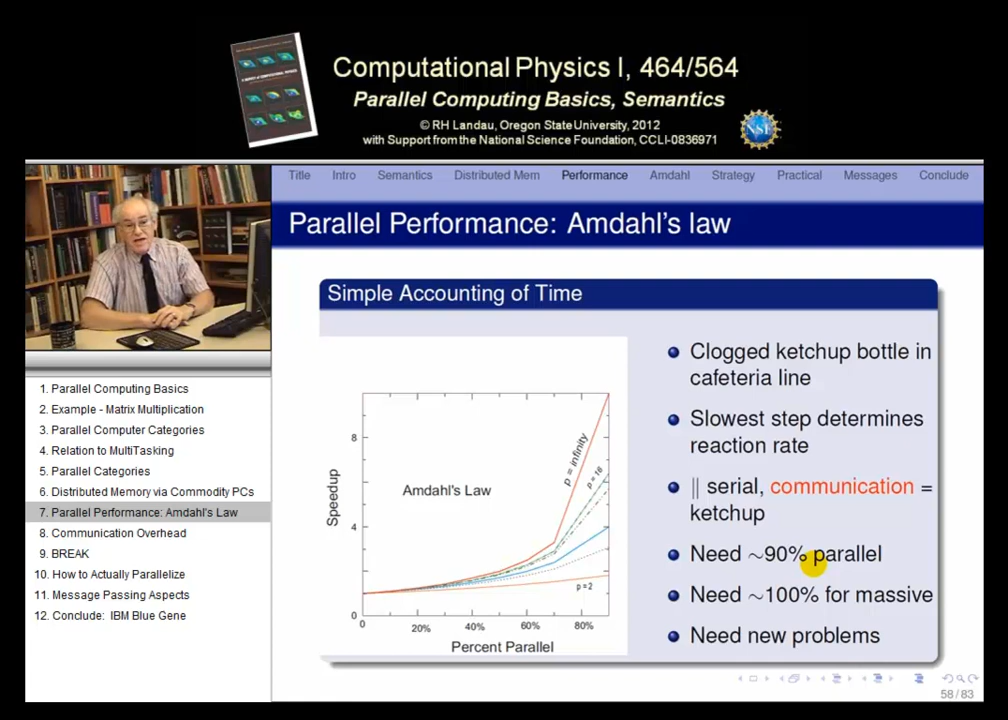 Computational Physics I, 464/564
Parallel Computing Basics, Semantics
© RH Landau, Oregon State University, 2012
with Support from the National Science Foundation, CCLI-0836971
NSF
Title Intro Semantics Distributed Mem Performance Amdahl Strategy Practical Messages Conclude
Parallel Performance: Amdahl's law
Simple Accounting of Time
Clogged ketchup bottle in
cafeteria line
Slowest step determines
reaction rate
|| serial, communication =
ketchup
Need ~90% parallel
Need ~100% for massive
Need new problems
Amdahl's Law
Speedup
8
4
0
p = infinity
p = 16
p = 2
0 20% 40% 60% 80%
Percent Parallel
1. Parallel Computing Basics
2. Example - Matrix Multiplication
3. Parallel Computer Categories
4. Relation to MultiTasking
5. Parallel Categories
6. Distributed Memory via Commodity PCs
7. Parallel Performance: Amdahl's Law
8. Communication Overhead
9. BREAK
10. How to Actually Parallelize
11. Message Passing Aspects
12. Conclude: IBM Blue Gene
58/83